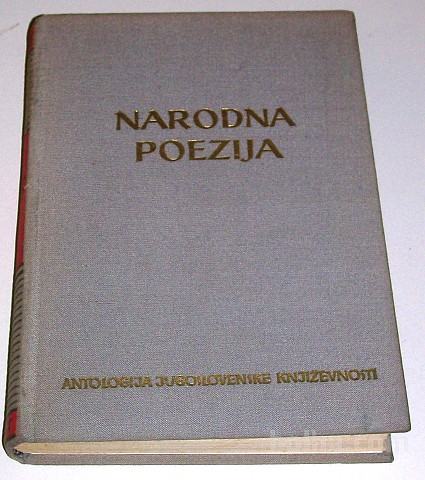 NARODNA
POEZIJA
ANTOLOGIJA JUGOSLOVENSKE KNJIŽEVNOSTI